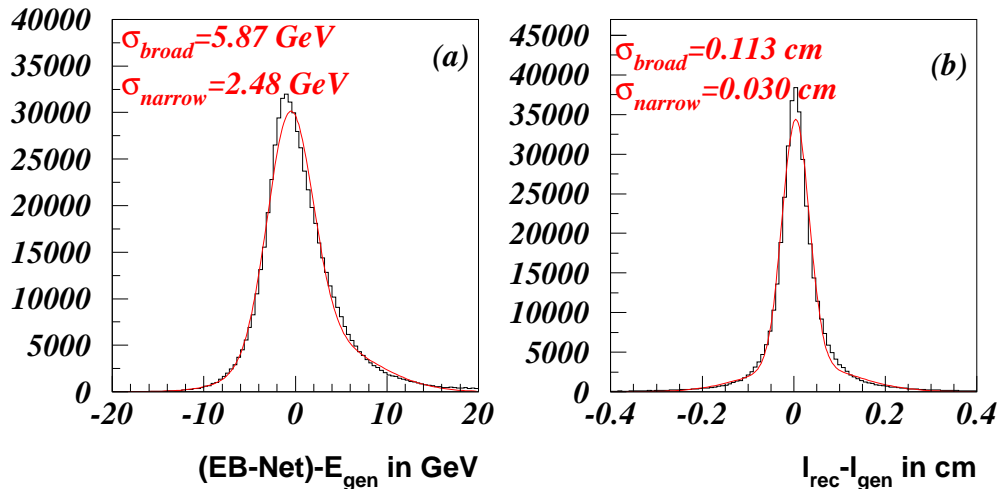 40000
35000
30000
25000
20000
15000
10000
5000
0
σbroad=5.87 GeV
σnarrow=2.48 GeV
(a)
-20 -10 0 10 20
(EB-Net)-Egen in GeV
45000
40000
35000
30000
25000
20000
15000
10000
5000
0
σbroad=0.113 cm
σnarrow=0.030 cm
(b)
-0.4 -0.2 0 0.2 0.4
lrec-lgen in cm